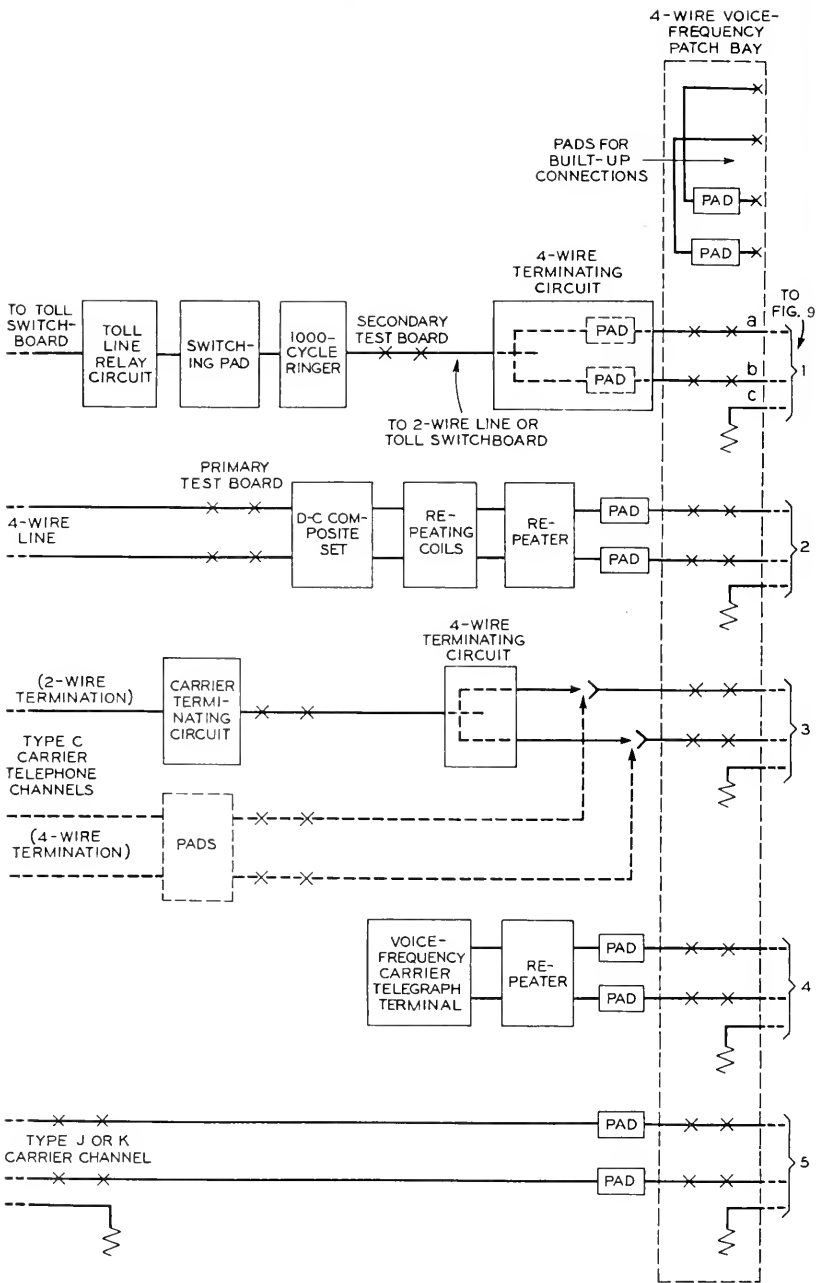 4-WIRE VOICE-
FREQUENCY
PATCH BAY
PADS FOR
BUILT-UP
CONNECTIONS
PAD
PAD
4-WIRE
TERMINATING
CIRCUIT
TO TOLL
SWITCH-
BOARD
TOLL
LINE
RELAY
CIRCUIT
SWITCH-
ING PAD
1000-
CYCLE
RINGER
SECONDARY
TEST BOARD
PAD
PAD
a
b
c
TO
FIG. 9
1
TO 2-WIRE LINE OR
TOLL SWITCHBOARD
PRIMARY
TEST BOARD
4-WIRE
LINE
D-C COM-
POSITE
SET
RE-
PEATING
COILS
RE-
PEATER
PAD
PAD
2
4-WIRE
TERMINATING
CIRCUIT
(2-WIRE
TERMINATION)
CARRIER
TERMI-
NATING
CIRCUIT
3
TYPE C
CARRIER
TELEPHONE
CHANNELS
(4-WIRE
TERMINATION)
PADS
VOICE-
FREQUENCY
CARRIER
TELEGRAPH
TERMINAL
RE-
PEATER
PAD
PAD
4
TYPE J OR K
CARRIER CHANNEL
PAD
PAD
5